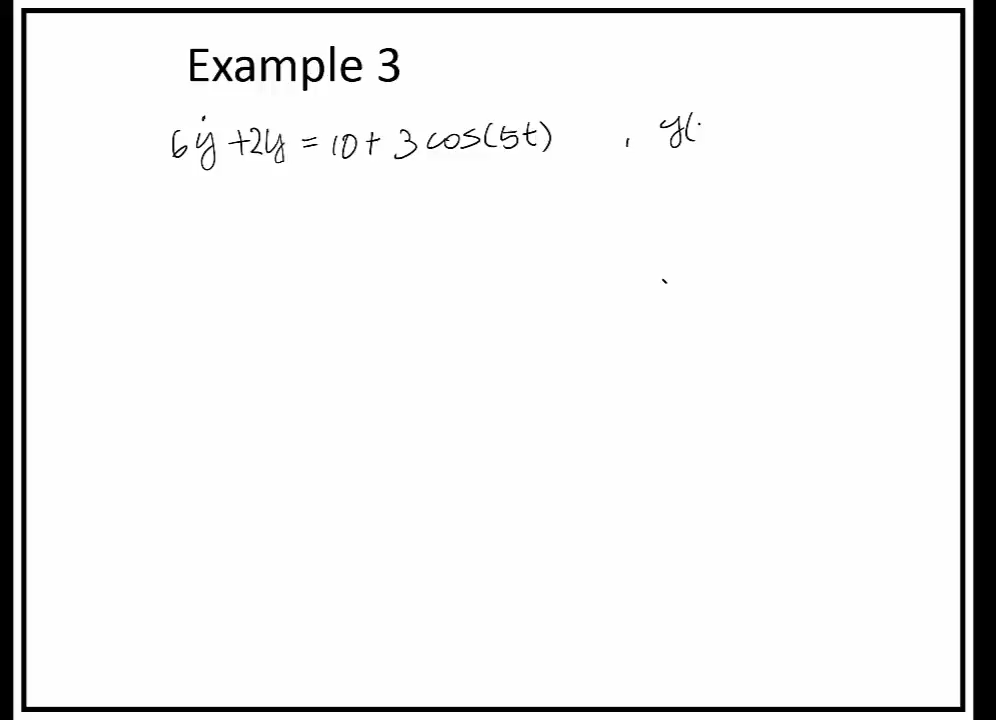 Example 3
6ẏ + 2y = 10 + 3 cos(5t) , y(